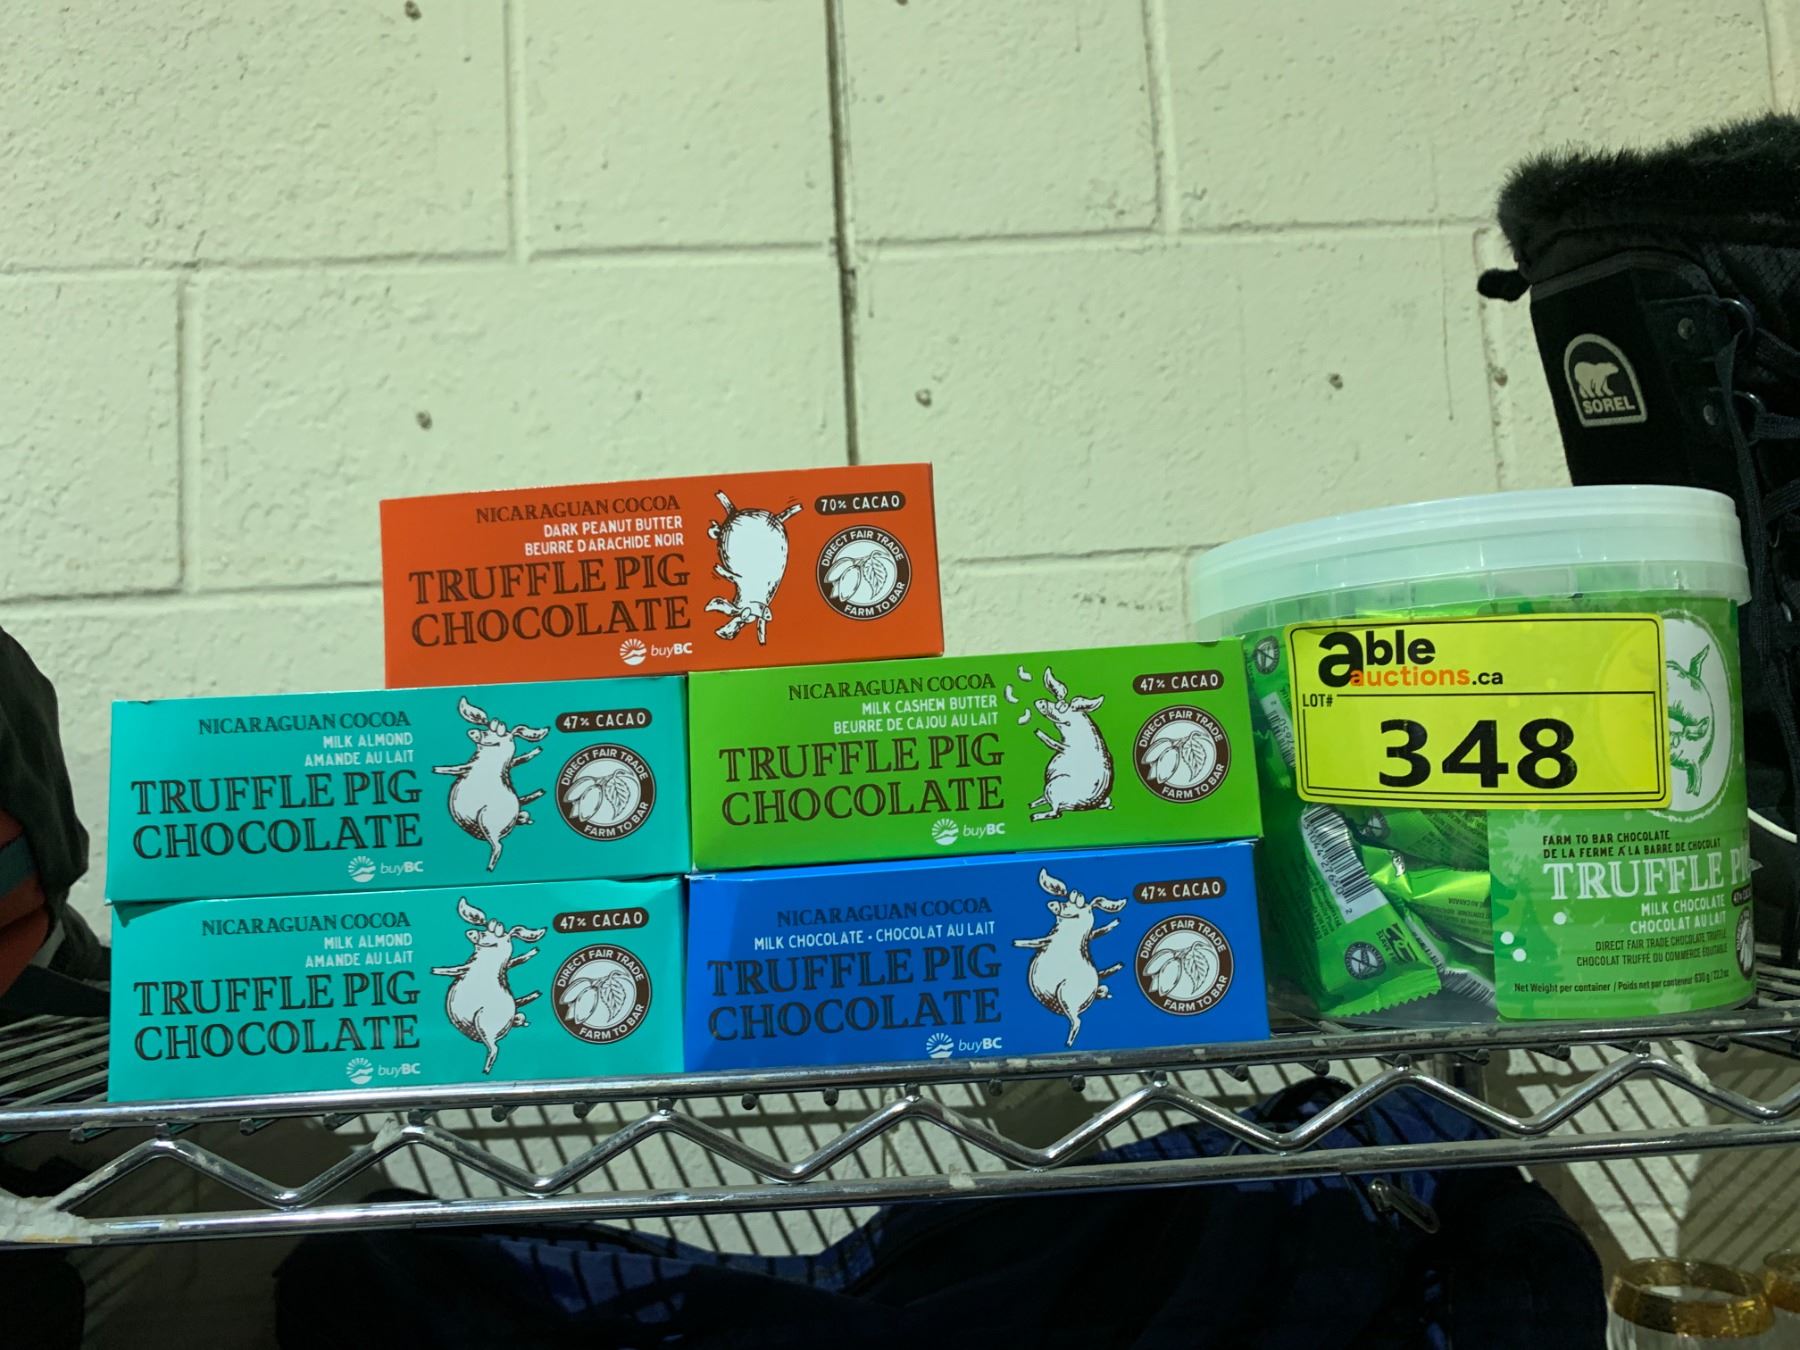 NICARAGUAN COCOA
DARK PEANUT BUTTER
BEURRE D'ARACHIDE NOIR
TRUFFLE PIG
CHOCOLATE
buyBC
70% CACAO
DIRECT FAIR TRADE
FARM TO BAR
NICARAGUAN COCOA
MILK ALMOND
AMANDE AU LAIT
TRUFFLE PIG
CHOCOLATE
buyBC
47% CACAO
DIRECT FAIR TRADE
FARM TO BAR
NICARAGUAN COCOA
MILK CASHEW BUTTER
BEURRE DE CAJOU AU LAIT
TRUFFLE PIG
CHOCOLATE
buyBC
47% CACAO
DIRECT FAIR TRADE
FARM TO BAR
NICARAGUAN COCOA
MILK ALMOND
AMANDE AU LAIT
TRUFFLE PIG
CHOCOLATE
buyBC
47% CACAO
DIRECT FAIR TRADE
FARM TO BAR
NICARAGUAN COCOA
MILK CHOCOLATE • CHOCOLAT AU LAIT
TRUFFLE PIG
CHOCOLATE
buyBC
47% CACAO
DIRECT FAIR TRADE
FARM TO BAR
able
auctions.ca
LOT#
348
FARM TO BAR CHOCOLATE
DE LA FERME À LA BARRE DE CHOCOLAT
TRUFFLE
MILK CHOCOLATE
CHOCOLAT AU LAIT
DIRECT FAIR TRADE CHOCOLATE TRUFFLE
CHOCOLAT TRUFFÉ DU COMMERCE ÉQUITABLE
Net Weight per container / Poids net par conteneur 630g / 22.2oz
SOREL